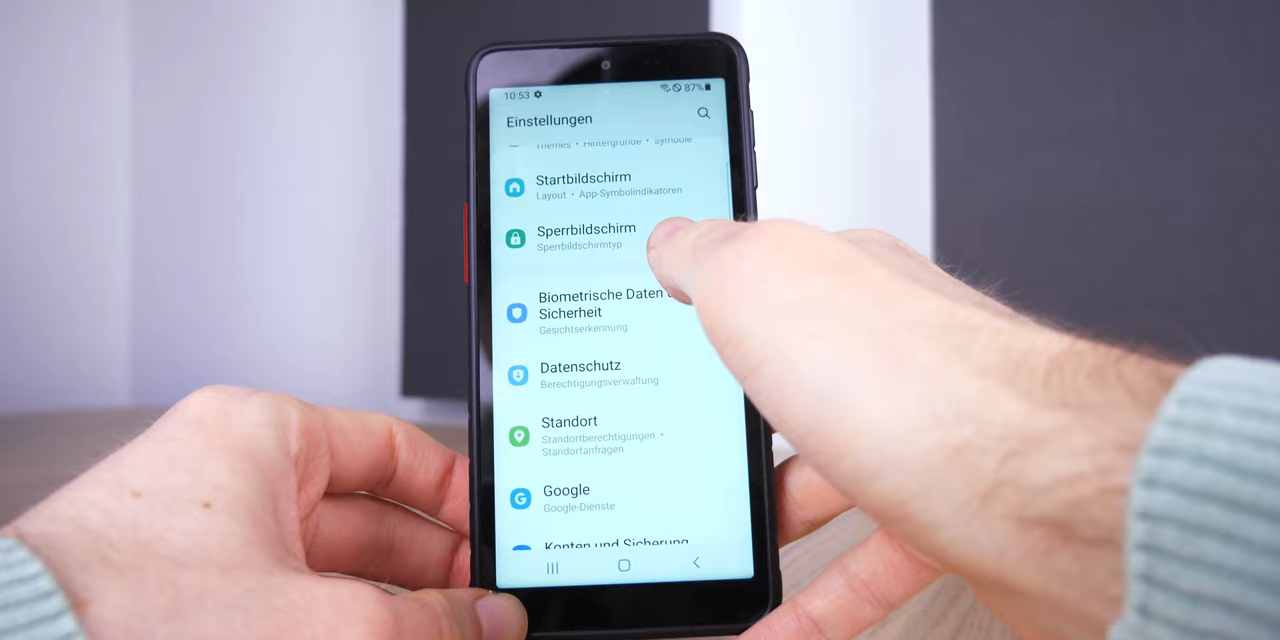 10:53
87%
Einstellungen
Themes • Hintergründe • Symbole
Startbildschirm
Layout • App-Symbolindikatoren
Sperrbildschirm
Sperrbildschirmtyp
Biometrische Daten
Sicherheit
Gesichtserkennung
Datenschutz
Berechtigungsverwaltung
Standort
Standortberechtigungen •
Standortanfragen
Google
Google-Dienste
Konten und Sicherung